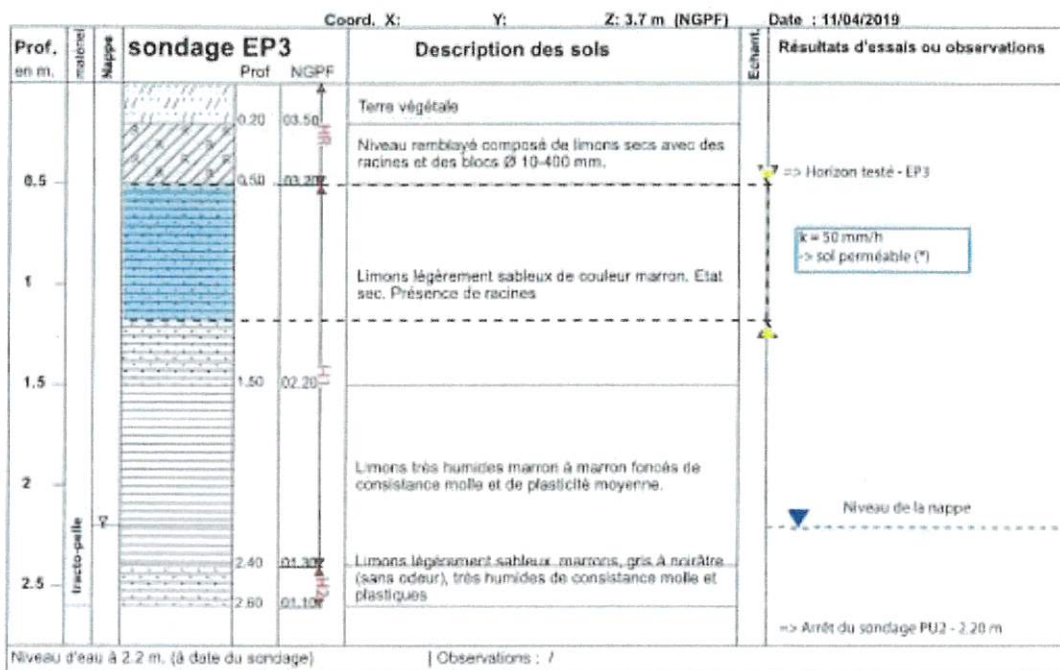 Coord. X: Y: Z: 3.7 m (NGPF) Date : 11/04/2019
Prof. en m.
matériel
Nappe
sondage EP3
Prof NGPF
Description des sols
Echant.
Résultats d'essais ou observations
Terre végétale
0.20 03.50
HR
Niveau remblayé composé de limons secs avec des
racines et des blocs Ø 10-400 mm.
0.5
0.50 03.20
=> Horizon testé - EP3
k = 50 mm/h
-> sol perméable (*)
1
Limons légèrement sableux de couleur marron. Etat
sec. Présence de racines
H1
1.5
1.50 02.20
Limons très humides marron à marron foncés de
consistance molle et de plasticité moyenne.
2
Niveau de la nappe
tracto-pelle
2.40 01.30
Limons légèrement sableux, marrons, gris à noirâtre
(sans odeur), très humides de consistance molle et
plastiques
2.5
H2
2.60 01.10
=> Arrêt du sondage PU2 - 2.20 m
Niveau d'eau à 2.2 m. (à date du sondage) | Observations : /